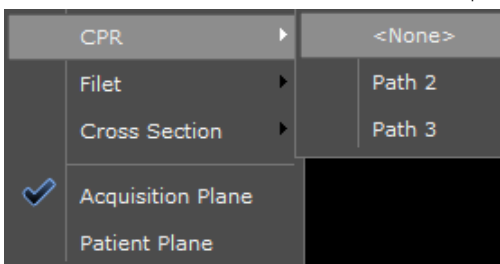 CPR
<None>
Filet
Path 2
Cross Section
Path 3
Acquisition Plane
Patient Plane